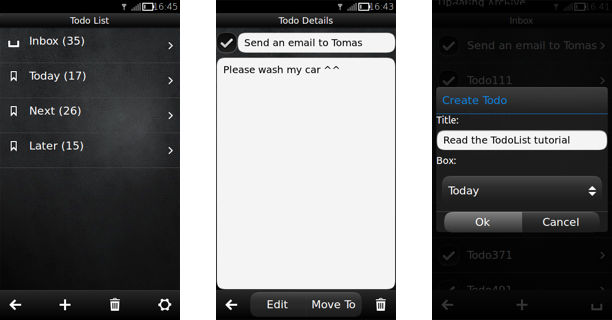 16:45
Todo List
Inbox (35)
Today (17)
Next (26)
Later (15)
16:43
Todo Details
Send an email to Tomas
Please wash my car ^^
Edit
Move To
16:41
Updating Archive
Inbox
Send an email to Tomas
Todo111
Create Todo
Title:
Read the TodoList tutorial
Box:
Today
Ok
Cancel
Todo371
Todo401